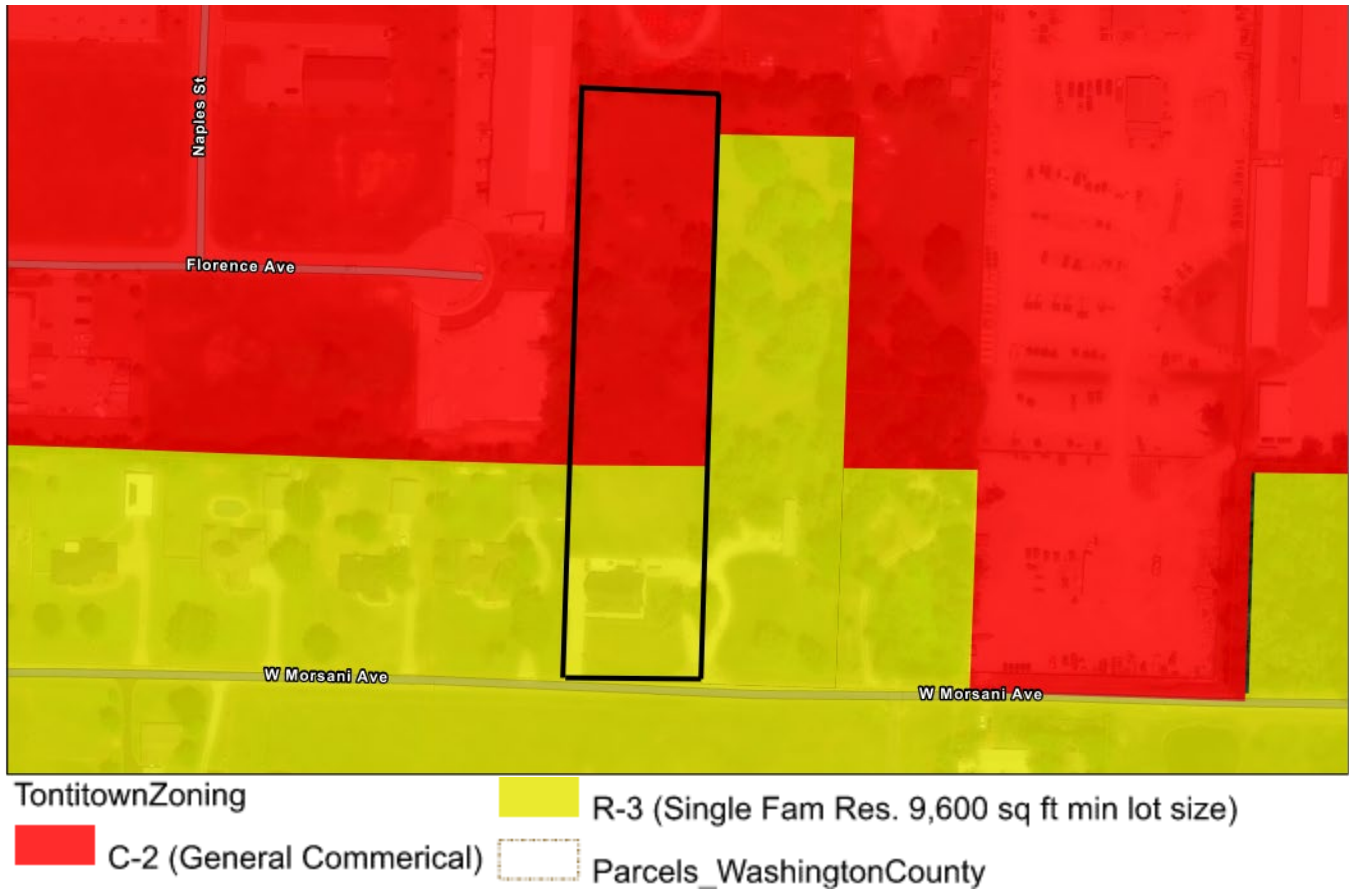 Naples St
Florence Ave
W Morsani Ave
W Morsani Ave
TontitownZoning
R-3 (Single Fam Res. 9,600 sq ft min lot size)
C-2 (General Commerical)
Parcels_WashingtonCounty